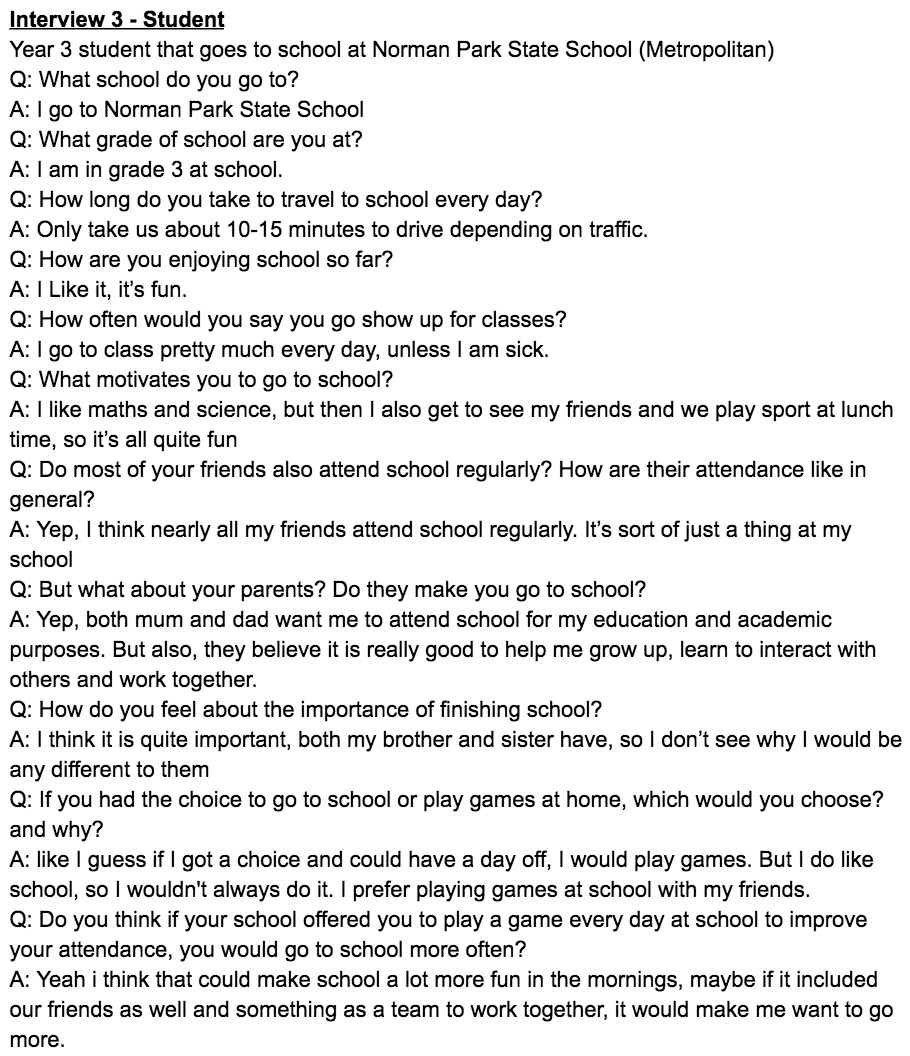 Interview 3 - Student
Year 3 student that goes to school at Norman Park State School (Metropolitan)
Q: What school do you go to?
A: I go to Norman Park State School
Q: What grade of school are you at?
A: I am in grade 3 at school.
Q: How long do you take to travel to school every day?
A: Only take us about 10-15 minutes to drive depending on traffic.
Q: How are you enjoying school so far?
A: I Like it, it’s fun.
Q: How often would you say you go show up for classes?
A: I go to class pretty much every day, unless I am sick.
Q: What motivates you to go to school?
A: I like maths and science, but then I also get to see my friends and we play sport at lunch
time, so it’s all quite fun
Q: Do most of your friends also attend school regularly? How are their attendance like in
general?
A: Yep, I think nearly all my friends attend school regularly. It’s sort of just a thing at my
school
Q: But what about your parents? Do they make you go to school?
A: Yep, both mum and dad want me to attend school for my education and academic
purposes. But also, they believe it is really good to help me grow up, learn to interact with
others and work together.
Q: How do you feel about the importance of finishing school?
A: I think it is quite important, both my brother and sister have, so I don’t see why I would be
any different to them
Q: If you had the choice to go to school or play games at home, which would you choose?
and why?
A: like I guess if I got a choice and could have a day off, I would play games. But I do like
school, so I wouldn't always do it. I prefer playing games at school with my friends.
Q: Do you think if your school offered you to play a game every day at school to improve
your attendance, you would go to school more often?
A: Yeah i think that could make school a lot more fun in the mornings, maybe if it included
our friends as well and something as a team to work together, it would make me want to go
more.